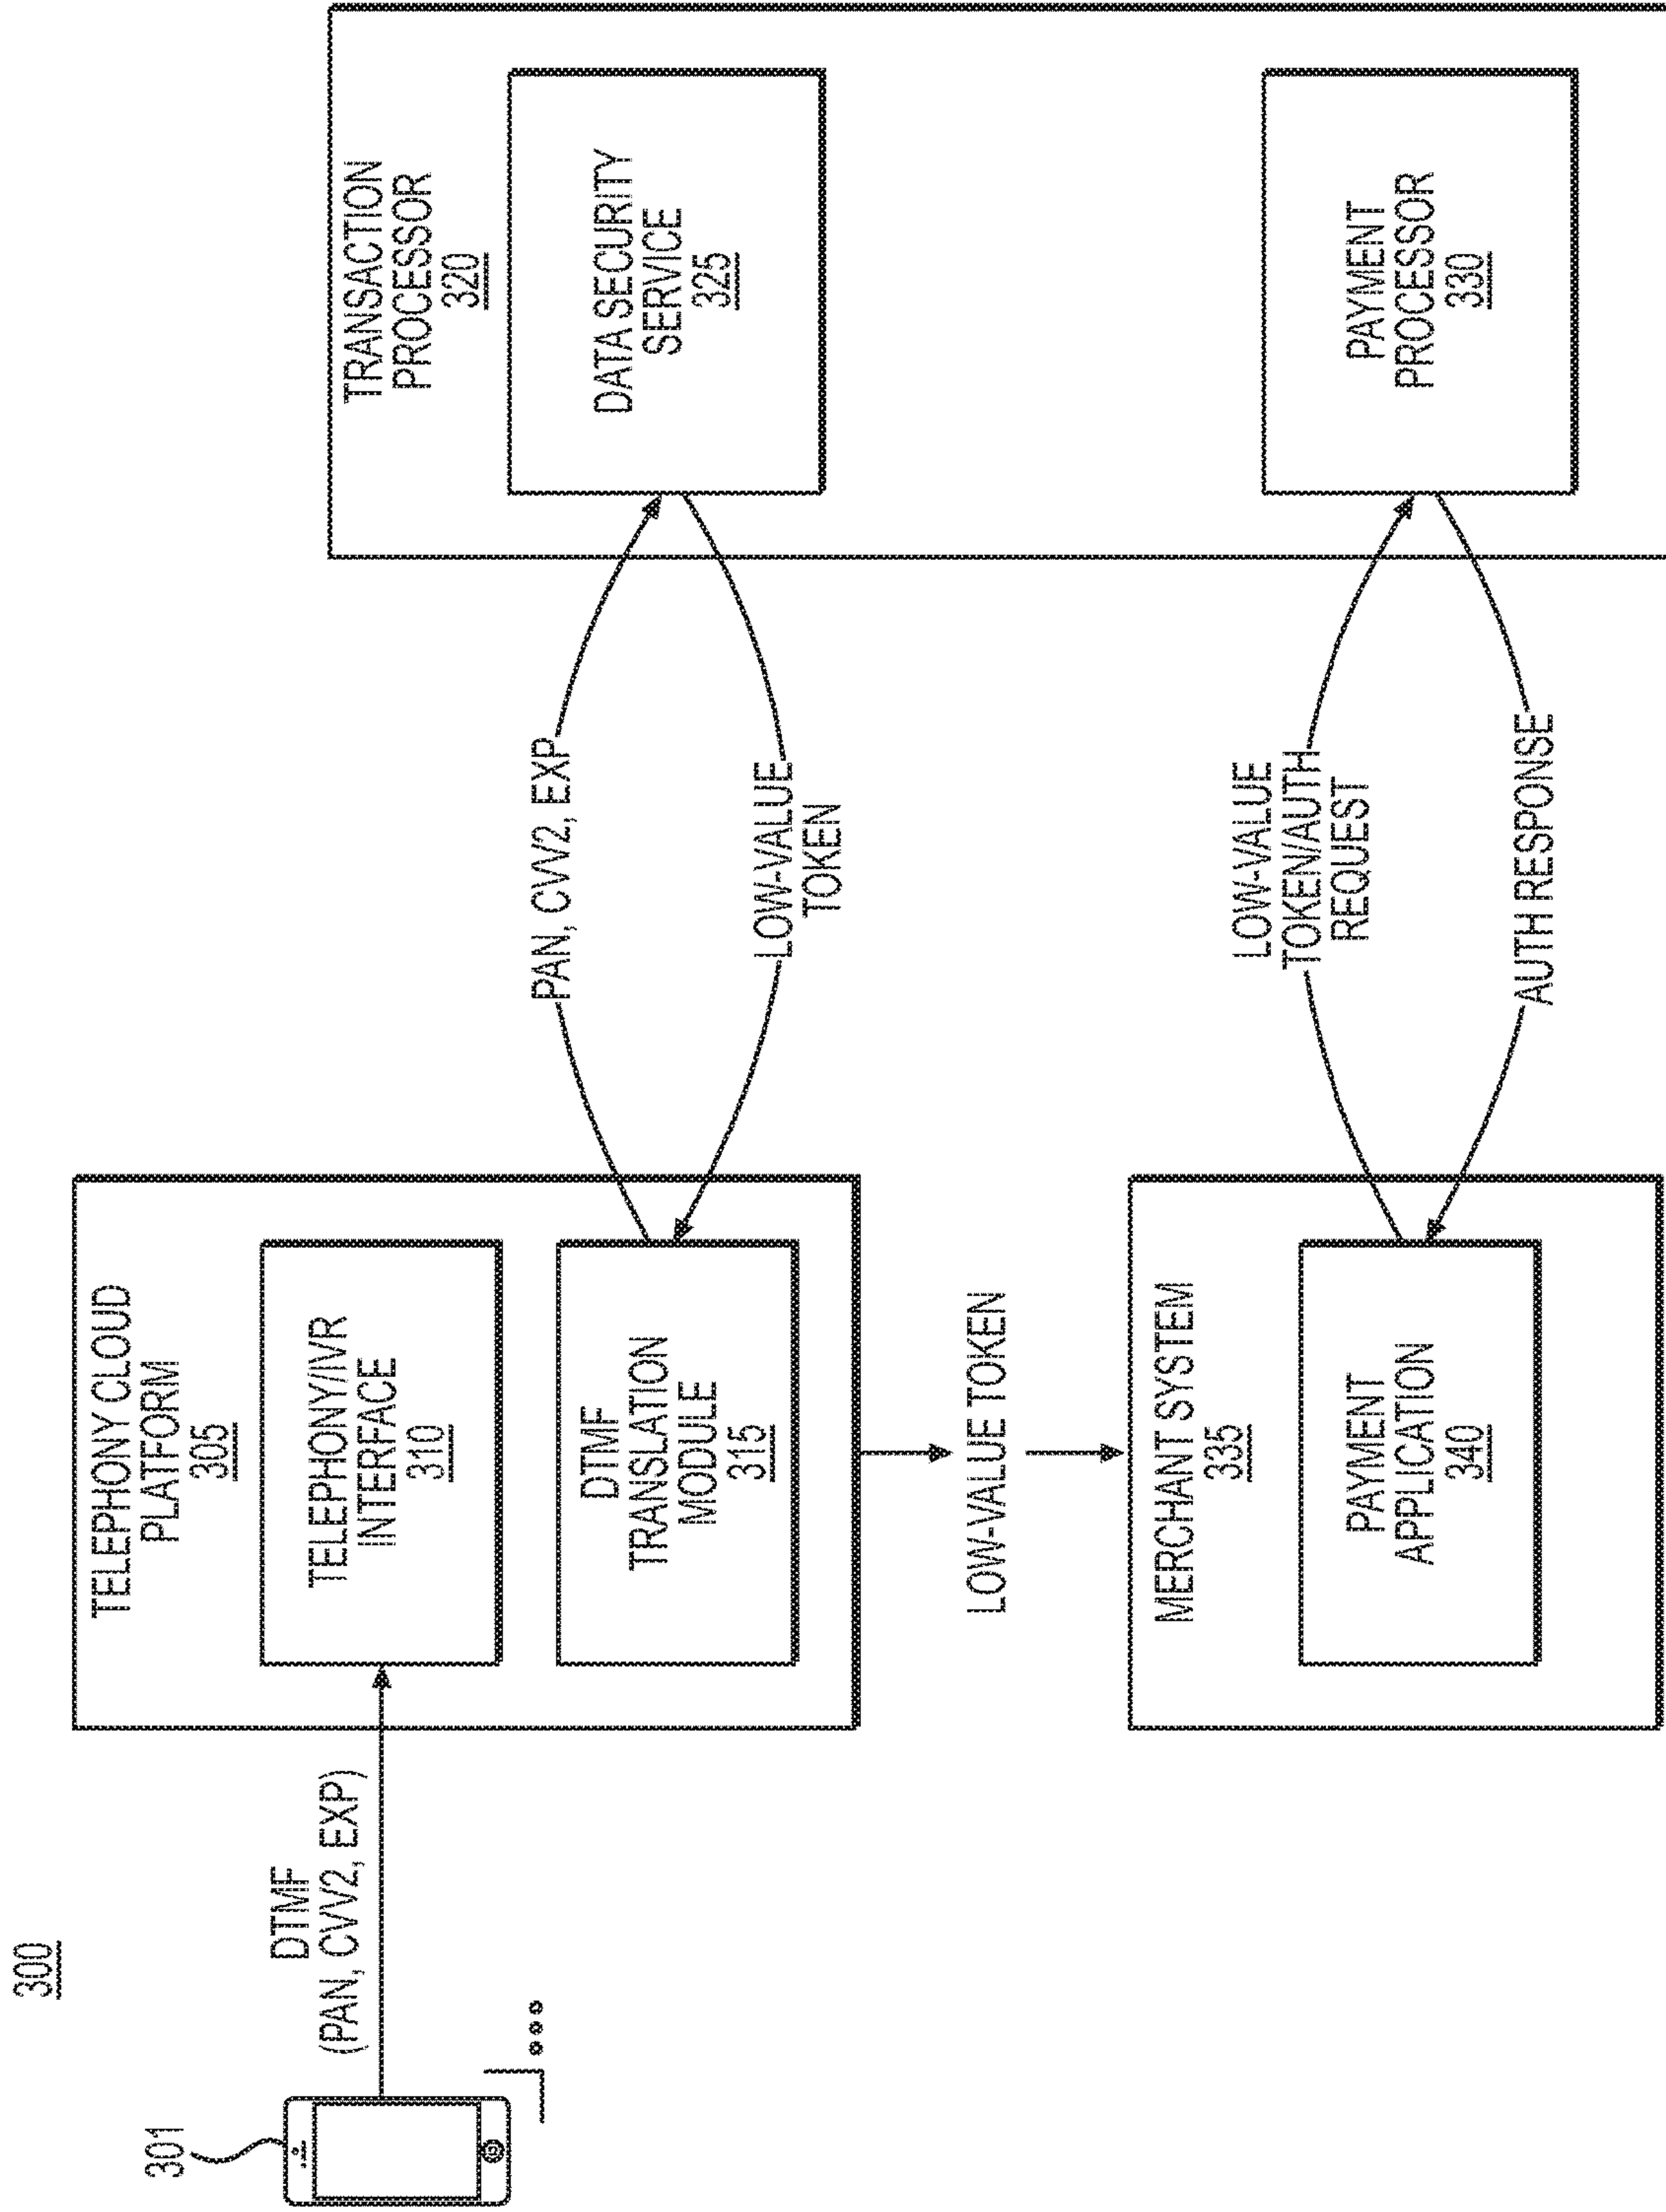 300
301
DTMF
(PAN, CVV2, EXP)
TELEPHONY CLOUD
PLATFORM
305
TELEPHONY/IVR
INTERFACE
310
DTMF
TRANSLATION
MODULE
315
PAN, CVV2, EXP
LOW-VALUE
TOKEN
TRANSACTION
PROCESSOR
320
DATA SECURITY
SERVICE
325
LOW-VALUE TOKEN
MERCHANT SYSTEM
335
PAYMENT
APPLICATION
340
LOW-VALUE
TOKEN/AUTH
REQUEST
AUTH RESPONSE
PAYMENT
PROCESSOR
330